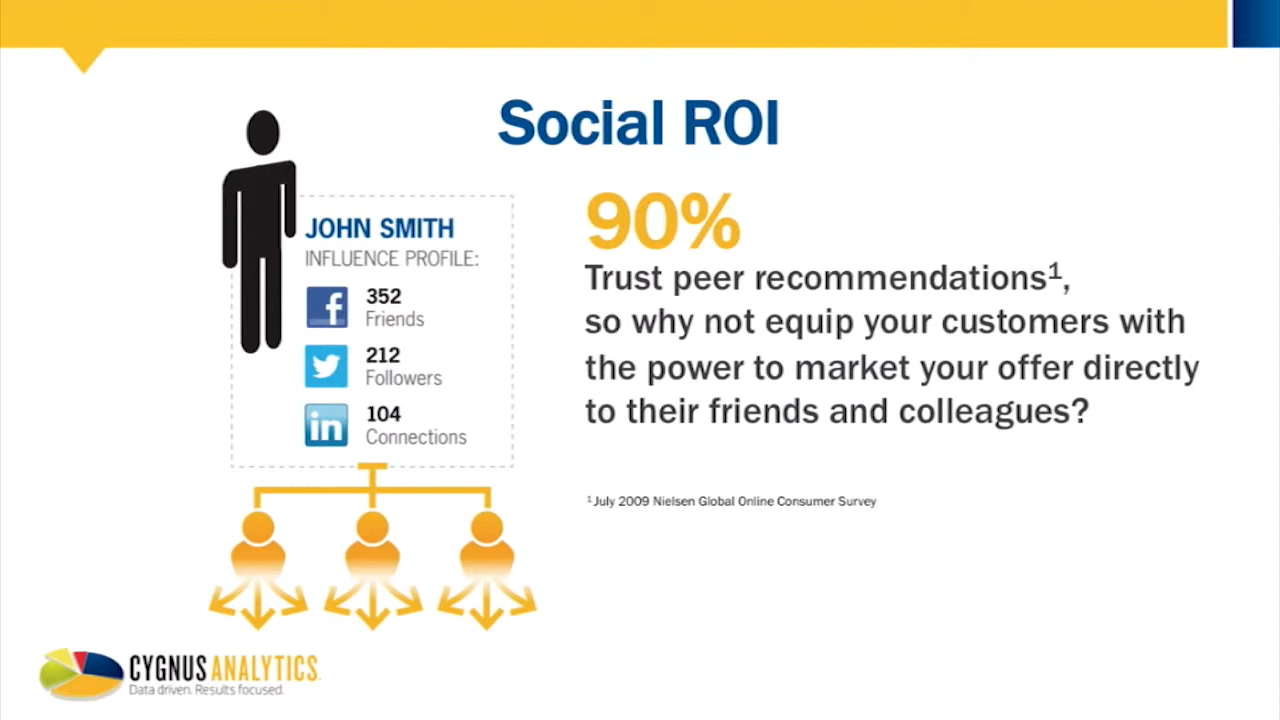 Social ROI
JOHN SMITH
INFLUENCE PROFILE:
f
352
Friends
212
Followers
in
104
Connections
90%
Trust peer recommendations¹,
so why not equip your customers with
the power to market your offer directly
to their friends and colleagues?
¹ July 2009 Nielsen Global Online Consumer Survey
CYGNUS ANALYTICS
Data driven. Results focused.